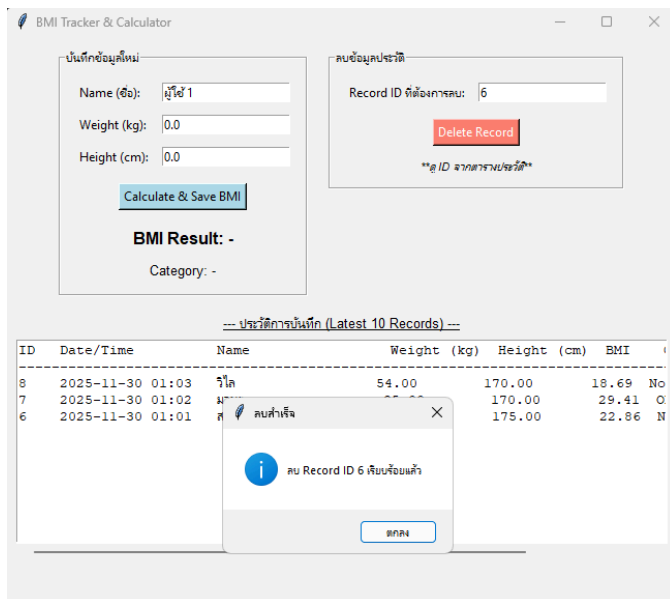 BMI Tracker & Calculator
บันทึกข้อมูลใหม่
Name (ชื่อ): ผู้ใช้ 1
Weight (kg): 0.0
Height (cm): 0.0
Calculate & Save BMI
BMI Result: -
Category: -
ลบข้อมูลประวัติ
Record ID ที่ต้องการลบ: 6
Delete Record
**ดู ID จากตารางประวัติ**
--- ประวัติการบันทึก (Latest 10 Records) ---
ID Date/Time Name Weight (kg) Height (cm) BMI
8 2025-11-30 01:03 วิไล 54.00 170.00 18.69 No
7 2025-11-30 01:02 170.00 29.41 O
6 2025-11-30 01:01 175.00 22.86 N
ลบสำเร็จ
ลบ Record ID 6 เรียบร้อยแล้ว
ตกลง